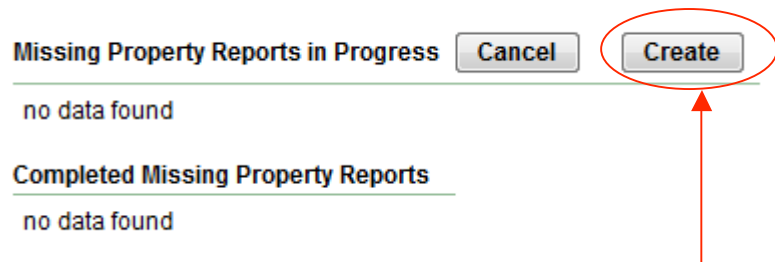 Missing Property Reports in Progress Cancel Create
no data found
Completed Missing Property Reports
no data found